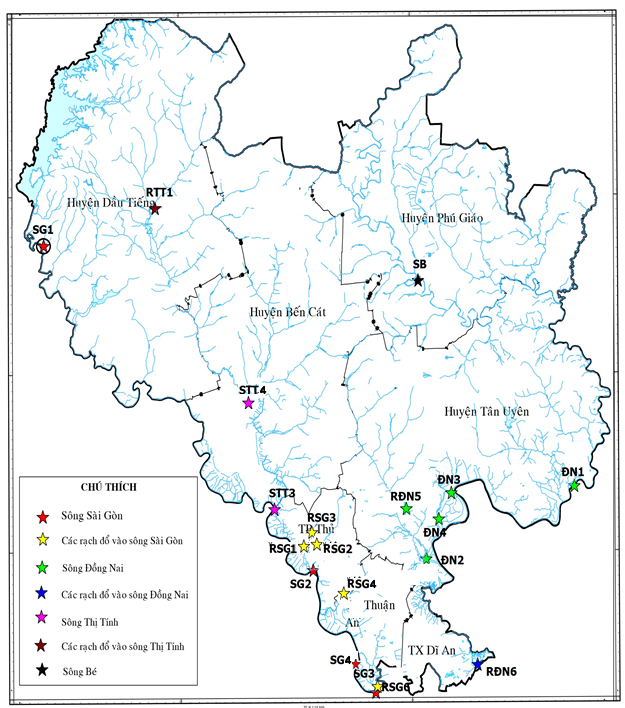 RTT1
Huyện Dầu Tiếng
Huyện Phú Giáo
SG1
SB
Huyện Bến Cát
STT4
Huyện Tân Uyên
ĐN1
ĐN3
CHÚ THÍCH
STT3
RĐN5
Sông Sài Gòn
RSG3
ĐN4
TP Thủ
Các rạch đổ vào sông Sài Gòn
RSG1
RSG2
ĐN2
Sông Đồng Nai
SG2
RSG4
Các rạch đổ vào sông Đồng Nai
Thuận
An
Sông Thị Tính
Các rạch đổ vào sông Thị Tính
TX Dĩ An
SG4
RĐN6
SG3
Sông Bé
RSG6